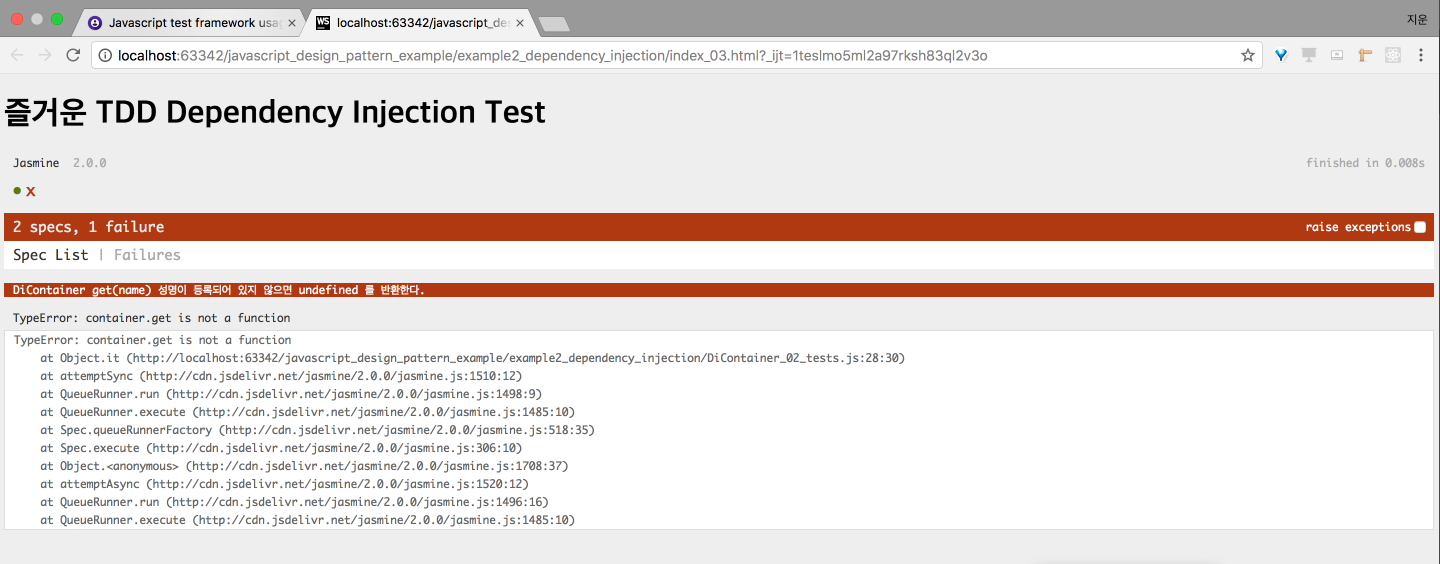 Javascript test framework usa
localhost:63342/javascript_des
지운
localhost:63342/javascript_design_pattern_example/example2_dependency_injection/index_03.html?_ijt=1teslmo5ml2a97rksh83ql2v3o
즐거운 TDD Dependency Injection Test
Jasmine 2.0.0 finished in 0.008s
x
2 specs, 1 failure raise exceptions
Spec List | Failures
DiContainer get(name) 성명이 등록되어 있지 않으면 undefined 를 반환한다.
TypeError: container.get is not a function
TypeError: container.get is not a function
at Object.it (http://localhost:63342/javascript_design_pattern_example/example2_dependency_injection/DiContainer_02_tests.js:28:30)
at attemptSync (http://cdn.jsdelivr.net/jasmine/2.0.0/jasmine.js:1510:12)
at QueueRunner.run (http://cdn.jsdelivr.net/jasmine/2.0.0/jasmine.js:1498:9)
at QueueRunner.execute (http://cdn.jsdelivr.net/jasmine/2.0.0/jasmine.js:1485:10)
at Spec.queueRunnerFactory (http://cdn.jsdelivr.net/jasmine/2.0.0/jasmine.js:518:35)
at Spec.execute (http://cdn.jsdelivr.net/jasmine/2.0.0/jasmine.js:306:10)
at Object.<anonymous> (http://cdn.jsdelivr.net/jasmine/2.0.0/jasmine.js:1708:37)
at attemptAsync (http://cdn.jsdelivr.net/jasmine/2.0.0/jasmine.js:1520:12)
at QueueRunner.run (http://cdn.jsdelivr.net/jasmine/2.0.0/jasmine.js:1496:16)
at QueueRunner.execute (http://cdn.jsdelivr.net/jasmine/2.0.0/jasmine.js:1485:10)